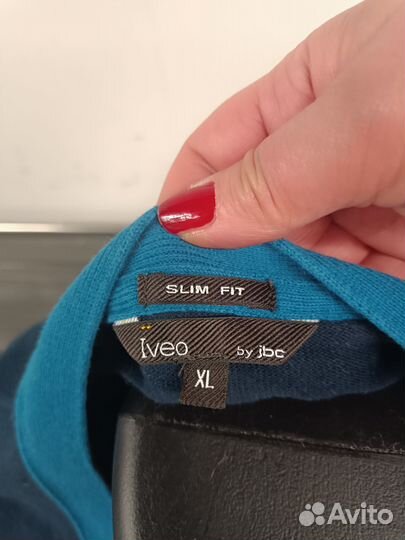 SLIM FIT
Iveo by jbc
XL
Avito